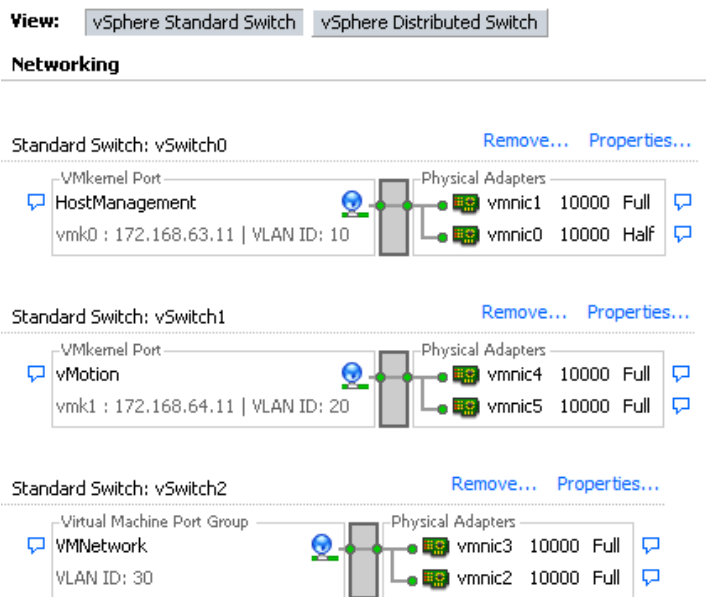 View: vSphere Standard Switch vSphere Distributed Switch
Networking
Standard Switch: vSwitch0 Remove... Properties...
VMkernel Port Physical Adapters
HostManagement vmnic1 10000 Full
vmk0 : 172.168.63.11 | VLAN ID: 10 vmnic0 10000 Half
Standard Switch: vSwitch1 Remove... Properties...
VMkernel Port Physical Adapters
vMotion vmnic4 10000 Full
vmk1 : 172.168.64.11 | VLAN ID: 20 vmnic5 10000 Full
Standard Switch: vSwitch2 Remove... Properties...
Virtual Machine Port Group Physical Adapters
VMNetwork vmnic3 10000 Full
VLAN ID: 30 vmnic2 10000 Full